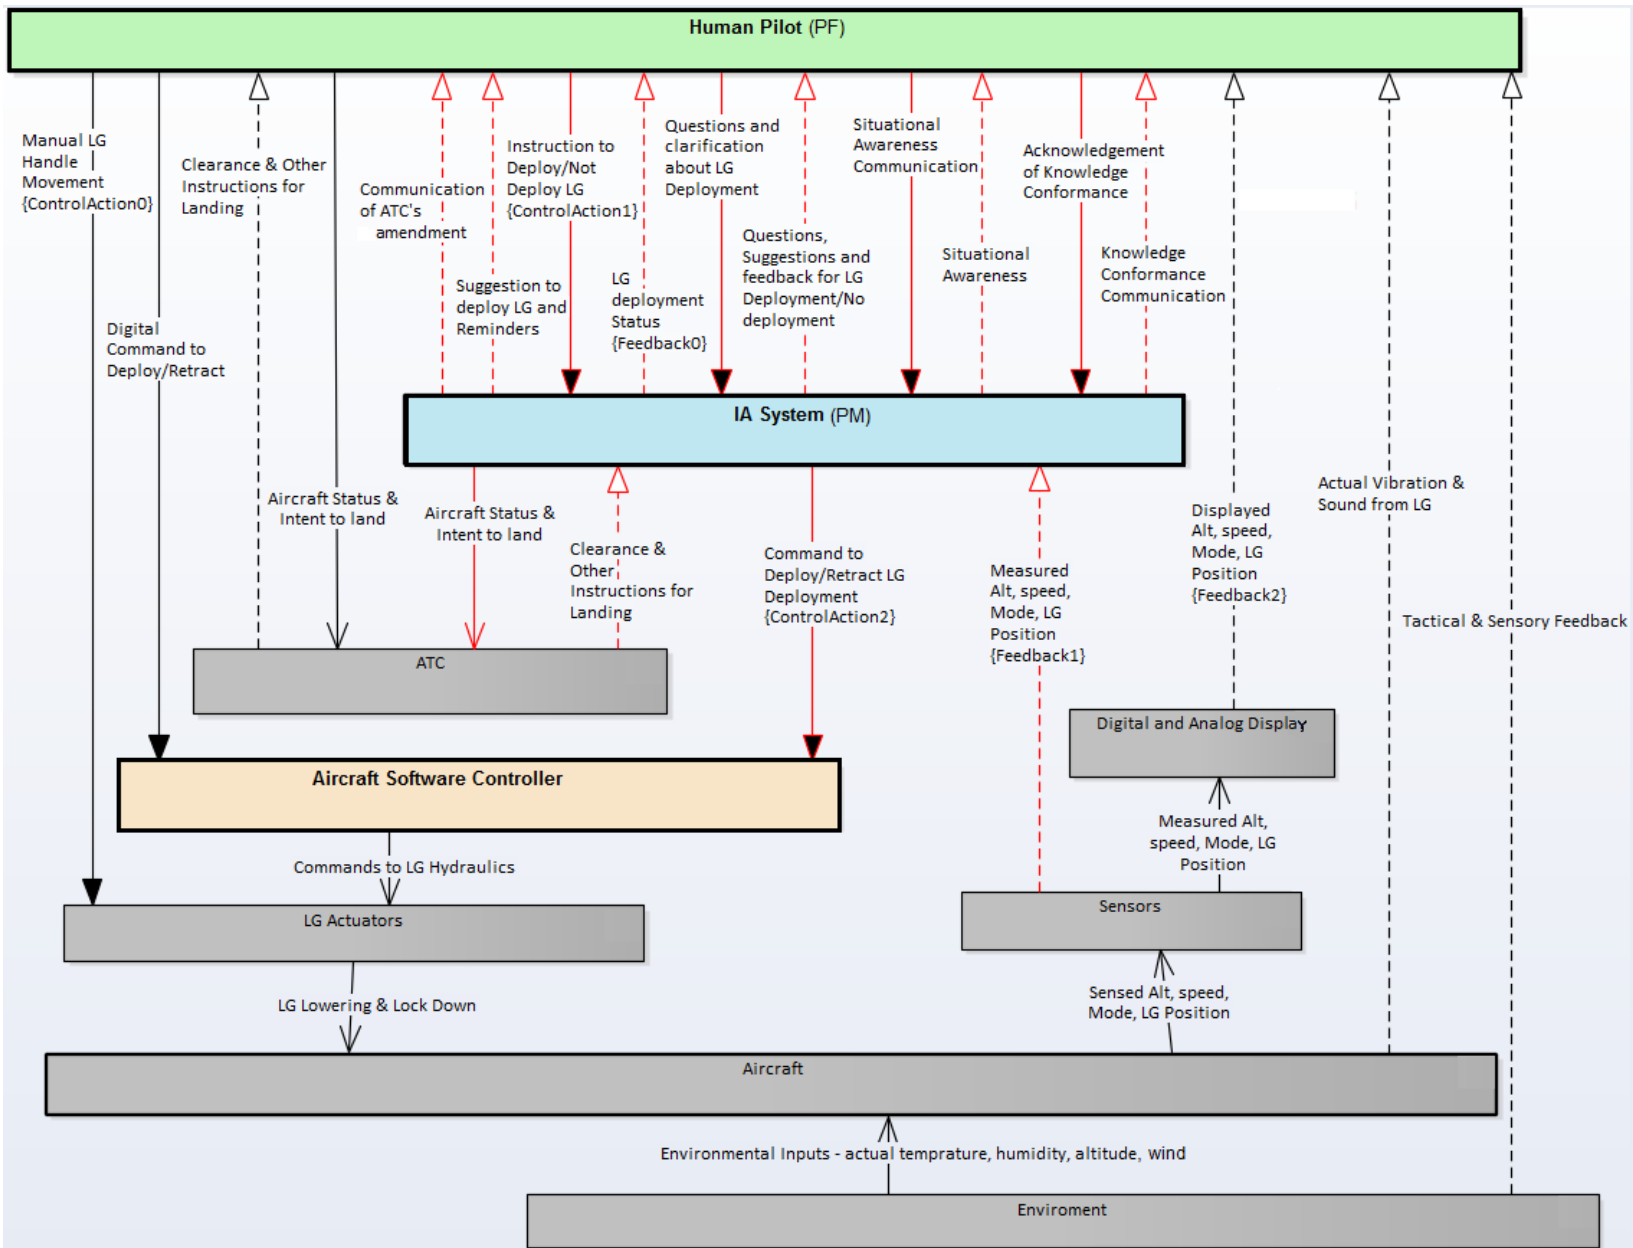 Human Pilot (PF)
Manual LG
Handle
Movement
{ControlAction0}
Digital
Command to
Deploy/Retract
Clearance & Other
Instructions for
Landing
Aircraft Status &
Intent to land
Communication
of ATC's
amendment
Suggestion to
deploy LG and
Reminders
Instruction to
Deploy/Not
Deploy LG
{ControlAction1}
LG
deployment
Status
{Feedback0}
Questions and
clarification
about LG
Deployment
Questions,
Suggestions and
feedback for LG
Deployment/No
deployment
Situational
Awareness
Communication
Situational
Awareness
Acknowledgement
of Knowledge
Conformance
Knowledge
Conformance
Communication
IA System (PM)
Aircraft Status &
Intent to land
Clearance &
Other
Instructions for
Landing
Command to
Deploy/Retract LG
Deployment
{ControlAction2}
Measured
Alt, speed,
Mode, LG
Position
{Feedback1}
Displayed
Alt, speed,
Mode, LG
Position
{Feedback2}
Actual Vibration &
Sound from LG
Tactical & Sensory Feedback
ATC
Digital and Analog Display
Aircraft Software Controller
Measured Alt,
speed, Mode, LG
Position
Commands to LG Hydraulics
Sensors
LG Actuators
Sensed Alt, speed,
Mode, LG Position
LG Lowering & Lock Down
Aircraft
Environmental Inputs - actual temprature, humidity, altitude, wind
Enviroment